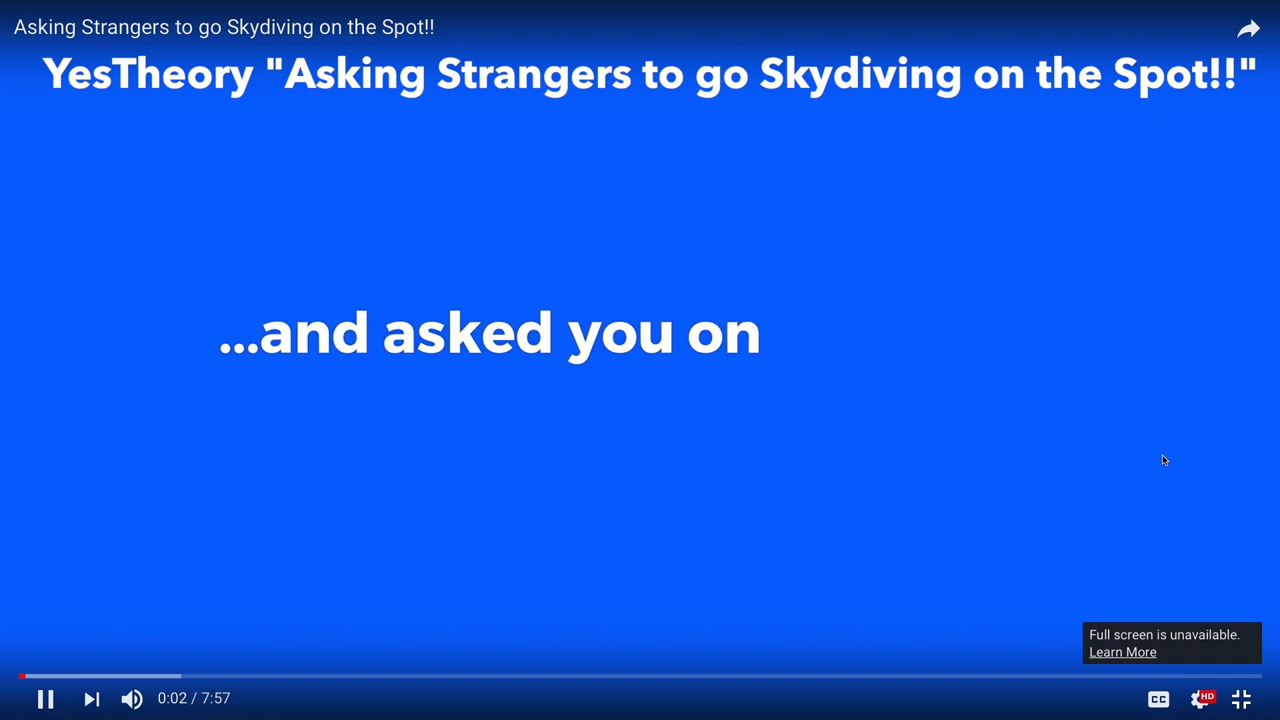 Asking Strangers to go Skydiving on the Spot!!
YesTheory "Asking Strangers to go Skydiving on the Spot!!"
...and asked you on
Full screen is unavailable.
Learn More
0:02 / 7:57
CC
HD